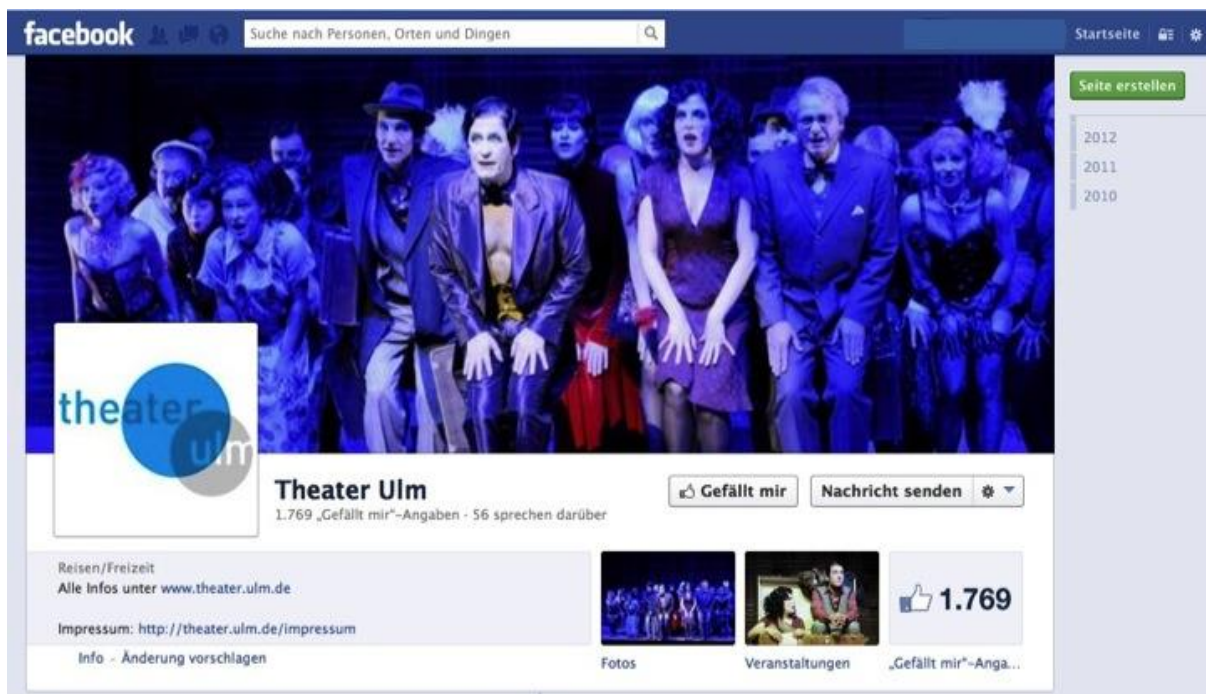 facebook
Suche nach Personen, Orten und Dingen
Startseite
Seite erstellen
2012
2011
2010
theater
ulm
Theater Ulm
1.769 „Gefällt mir“-Angaben · 56 sprechen darüber
Gefällt mir
Nachricht senden
Reisen/Freizeit
Alle Infos unter www.theater.ulm.de
Impressum: http://theater.ulm.de/impressum
Info - Änderung vorschlagen
1.769
Fotos
Veranstaltungen
„Gefällt mir“-Anga...